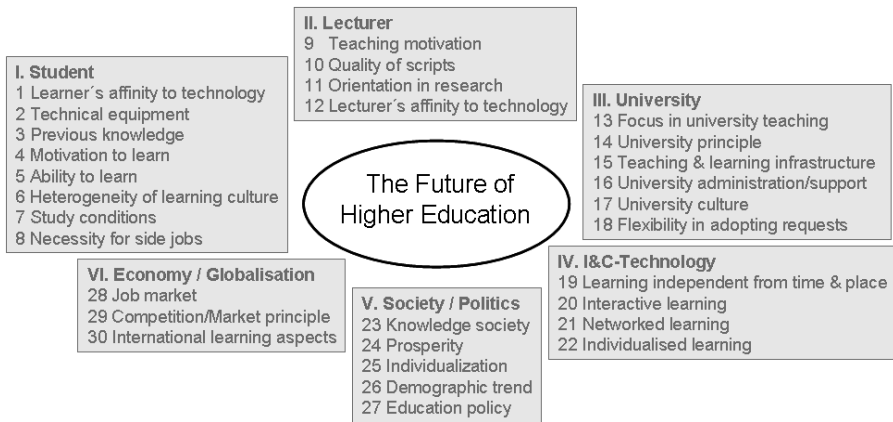 I. Student
1 Learner´s affinity to technology
2 Technical equipment
3 Previous knowledge
4 Motivation to learn
5 Ability to learn
6 Heterogeneity of learning culture
7 Study conditions
8 Necessity for side jobs
II. Lecturer
9 Teaching motivation
10 Quality of scripts
11 Orientation in research
12 Lecturer´s affinity to technology
III. University
13 Focus in university teaching
14 University principle
15 Teaching & learning infrastructure
16 University administration/support
17 University culture
18 Flexibility in adopting requests
The Future of
Higher Education
IV. I&C-Technology
19 Learning independent from time & place
20 Interactive learning
21 Networked learning
22 Individualised learning
V. Society / Politics
23 Knowledge society
24 Prosperity
25 Individualization
26 Demographic trend
27 Education policy
VI. Economy / Globalisation
28 Job market
29 Competition/Market principle
30 International learning aspects